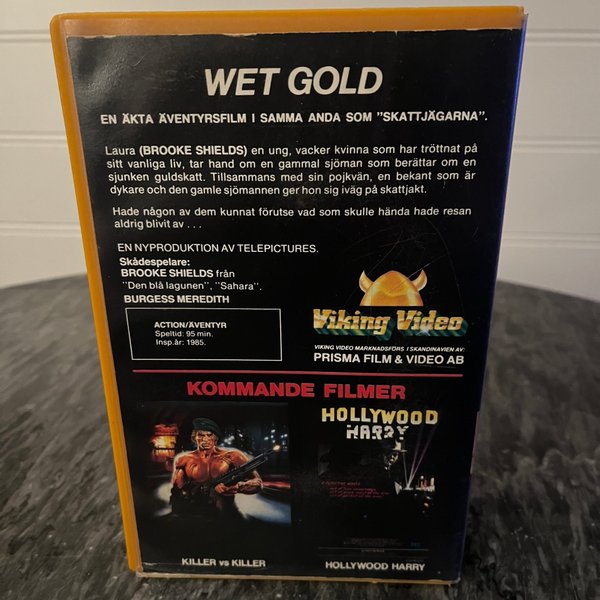 WET GOLD
EN ÄKTA ÄVENTYRSFILM I SAMMA ANDA SOM "SKATTJÄGARNA".
Laura (BROOKE SHIELDS) en ung, vacker kvinna som har tröttnat på
sitt vanliga liv, tar hand om en gammal sjöman som berättar om en
sjunken guldskatt. Tillsammans med sin pojkvän, en bekant som är
dykare och den gamle sjömannen ger hon sig iväg på skattjakt.
Hade någon av dem kunnat förutse vad som skulle hända hade resan
aldrig blivit av . . .
EN NYPRODUKTION AV TELEPICTURES.
Skådespelare:
BROOKE SHIELDS från
"Den blå lagunen", "Sahara".
BURGESS MEREDITH
ACTION/ÄVENTYR
Speltid: 95 min.
Insp.år: 1985.
Viking Video
VIKING VIDEO MARKNADSFÖRS I SKANDINAVIEN AV:
PRISMA FILM & VIDEO AB
KOMMANDE FILMER
HOLLYWOOD
HARRY
KILLER vs KILLER
HOLLYWOOD HARRY